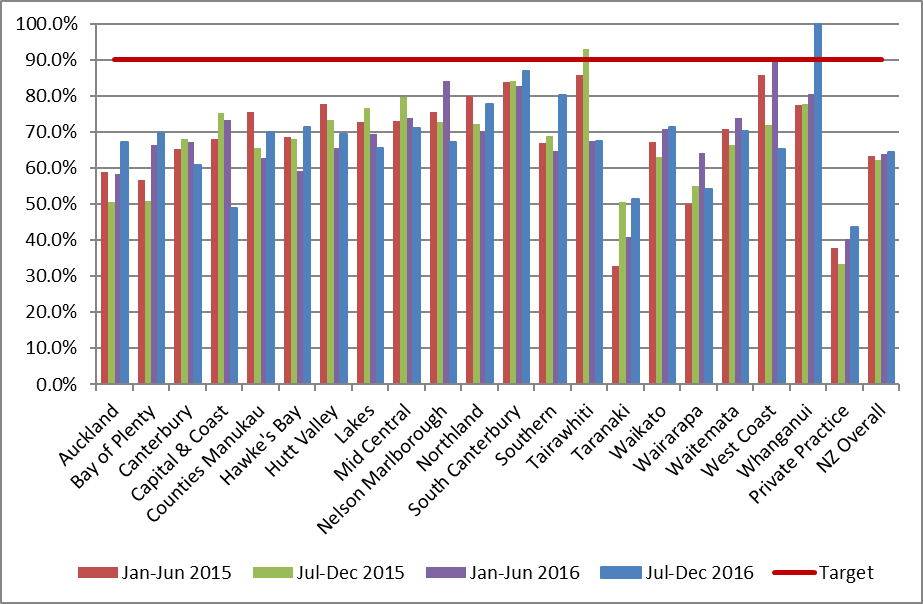 100.0%
90.0%
80.0%
70.0%
60.0%
50.0%
40.0%
30.0%
20.0%
10.0%
0.0%
Auckland
Bay of Plenty
Canterbury
Capital & Coast
Counties Manukau
Hawke's Bay
Hutt Valley
Lakes
Mid Central
Nelson Marlborough
Northland
South Canterbury
Southern
Tairawhiti
Taranaki
Waikato
Wairarapa
Waitemata
West Coast
Whanganui
Private Practice
NZ Overall
Jan-Jun 2015 Jul-Dec 2015 Jan-Jun 2016 Jul-Dec 2016 Target